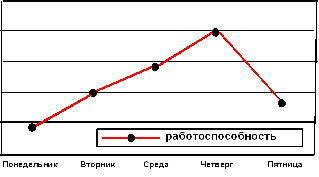 работоспособность
Понедельник Вторник Среда Четверг Пятница